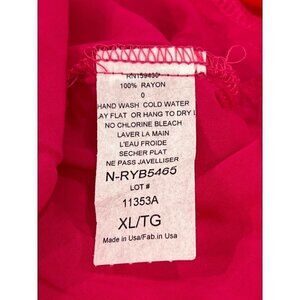 RN159430
100% RAYON
0
HAND WASH COLD WATER
LAY FLAT OR HANG TO DRY
NO CHLORINE BLEACH
LAVER LA MAIN
L'EAU FROIDE
SECHER PLAT
NE PASS JAVELLISER
N-RYB5465
LOT #
11353A
XL/TG
Made in Usa/Fab.in Usa